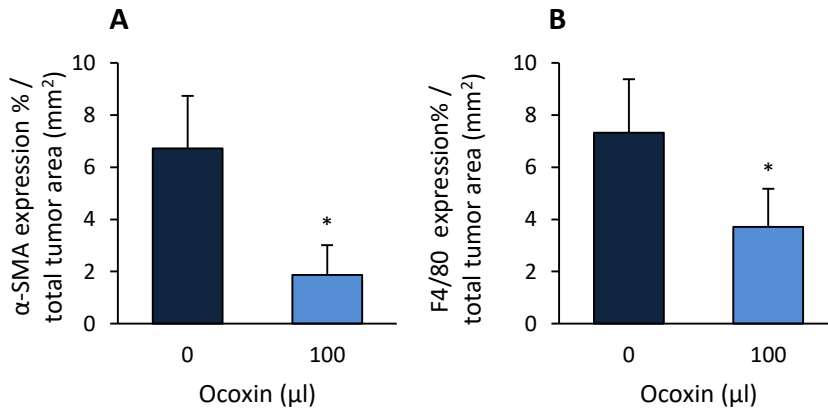 A
α-SMA expression % /
total tumor area (mm²)
10
8
6
4
2
0
*
0 100
Ocoxin (µl)
B
F4/80 expression% /
total tumor area (mm²)
10
8
6
4
2
0
*
0 100
Ocoxin (µl)